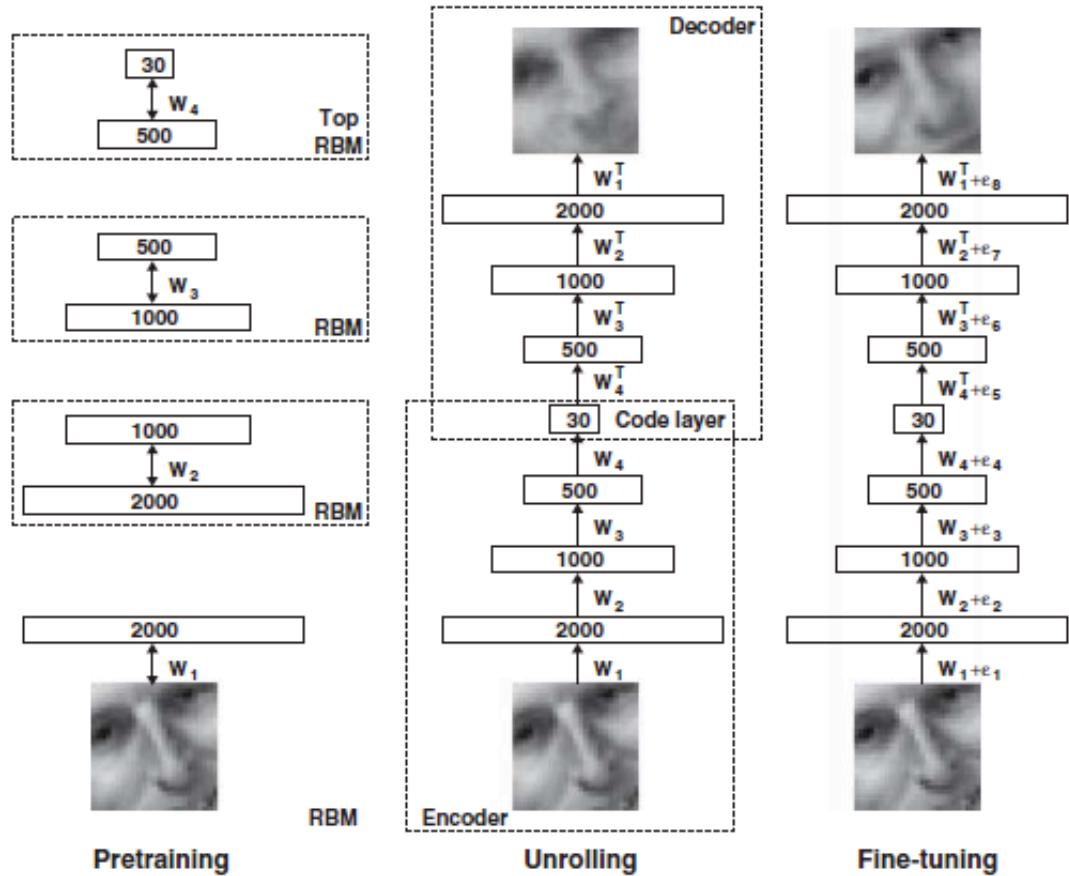 30
W₄
Top
500
RBM
500
W₃
1000
RBM
1000
W₂
2000
RBM
2000
W₁
RBM
Pretraining
Decoder
W₁ᵀ
2000
W₂ᵀ
1000
W₃ᵀ
500
W₄ᵀ
30 Code layer
W₄
500
W₃
1000
W₂
2000
W₁
Encoder
Unrolling
W₁ᵀ+ε₈
2000
W₂ᵀ+ε₇
1000
W₃ᵀ+ε₆
500
W₄ᵀ+ε₅
30
W₄+ε₄
500
W₃+ε₃
1000
W₂+ε₂
2000
W₁+ε₁
Fine-tuning